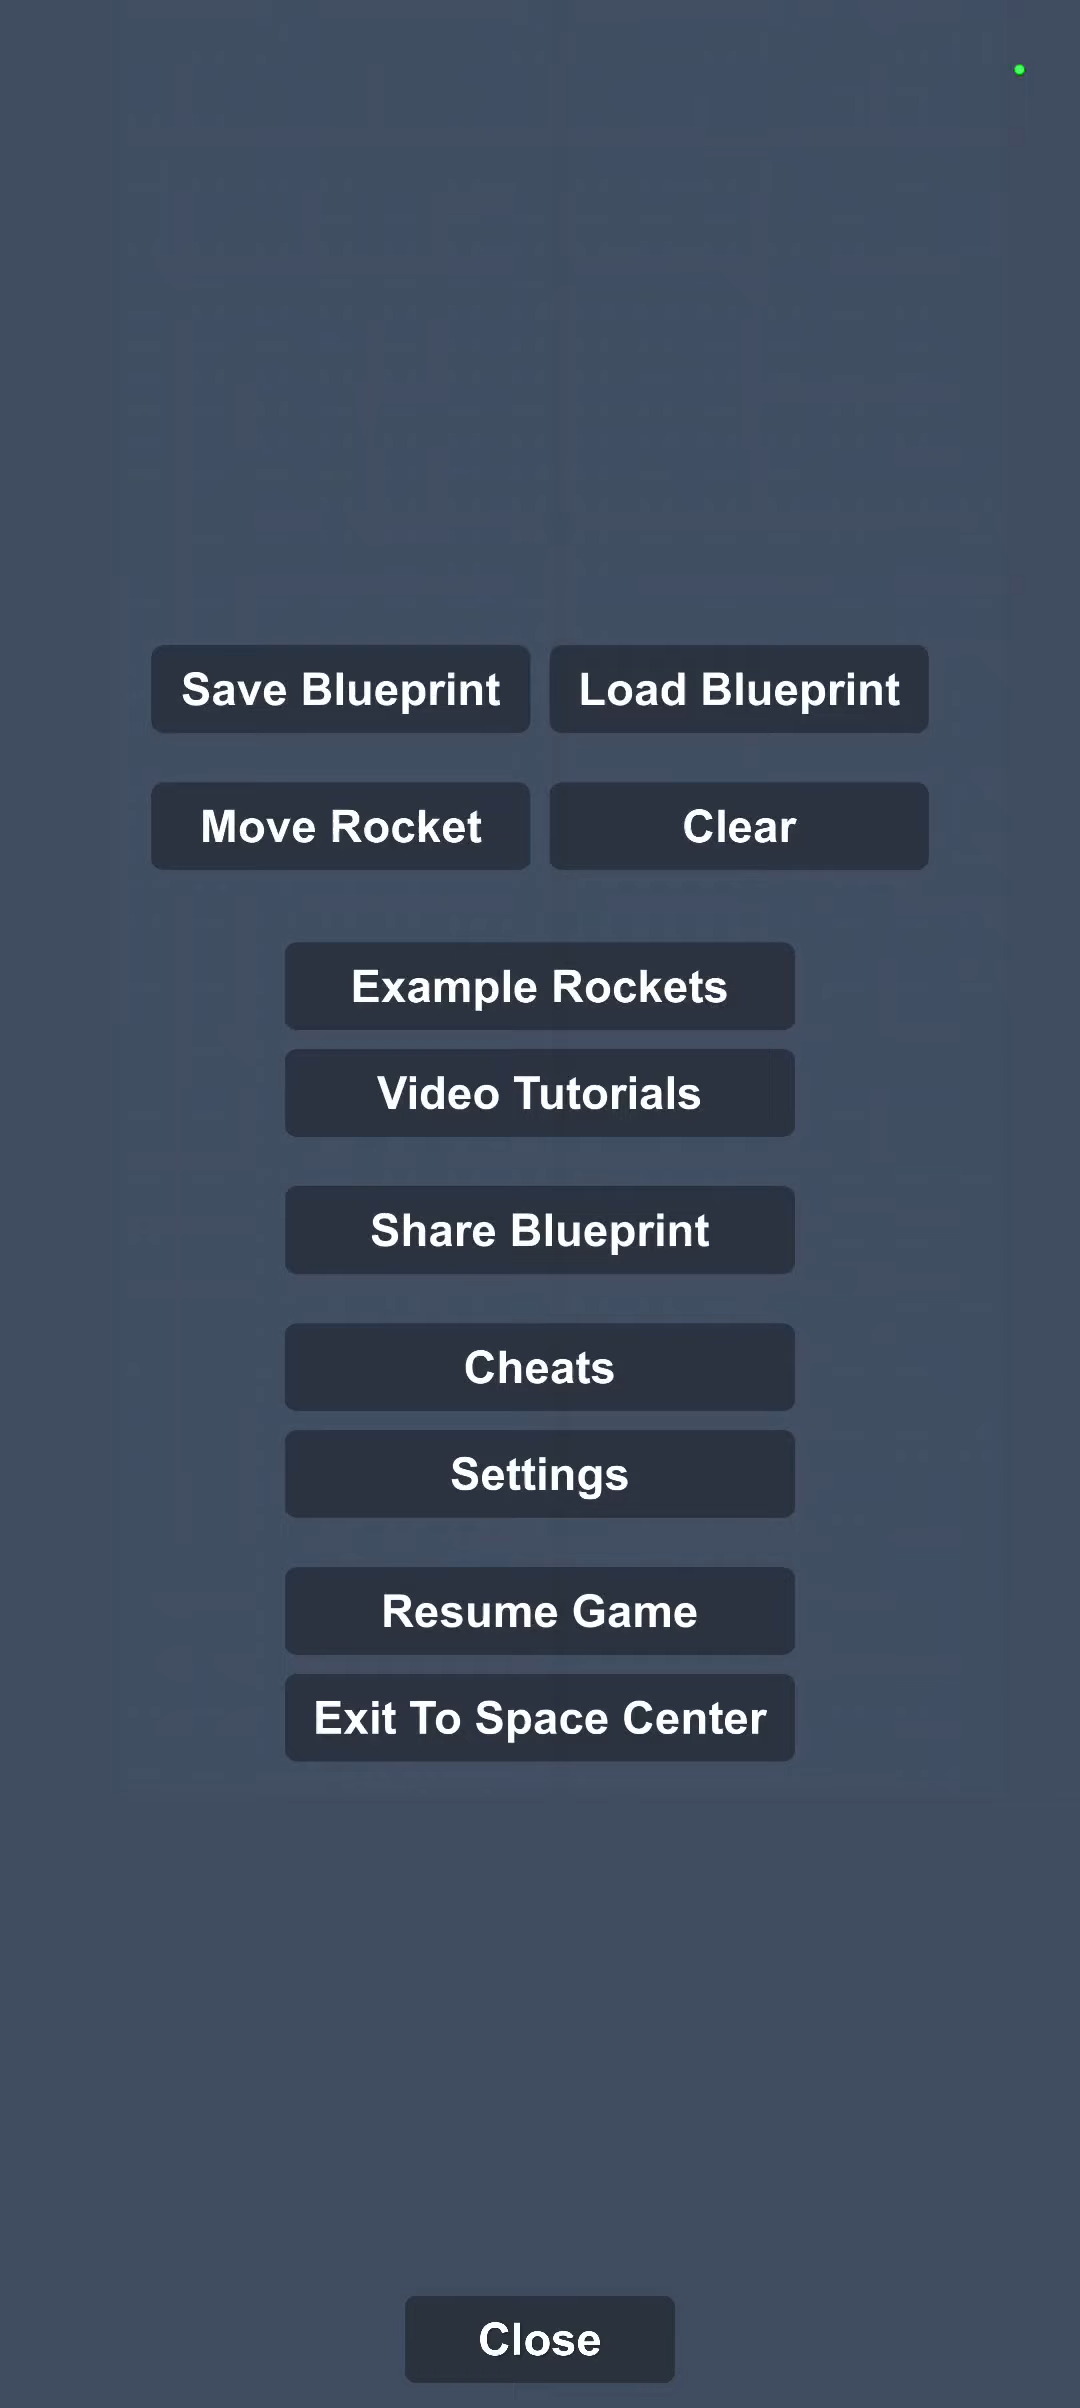 Save Blueprint
Load Blueprint
Move Rocket
Clear
Example Rockets
Video Tutorials
Share Blueprint
Cheats
Settings
Resume Game
Exit To Space Center
Close